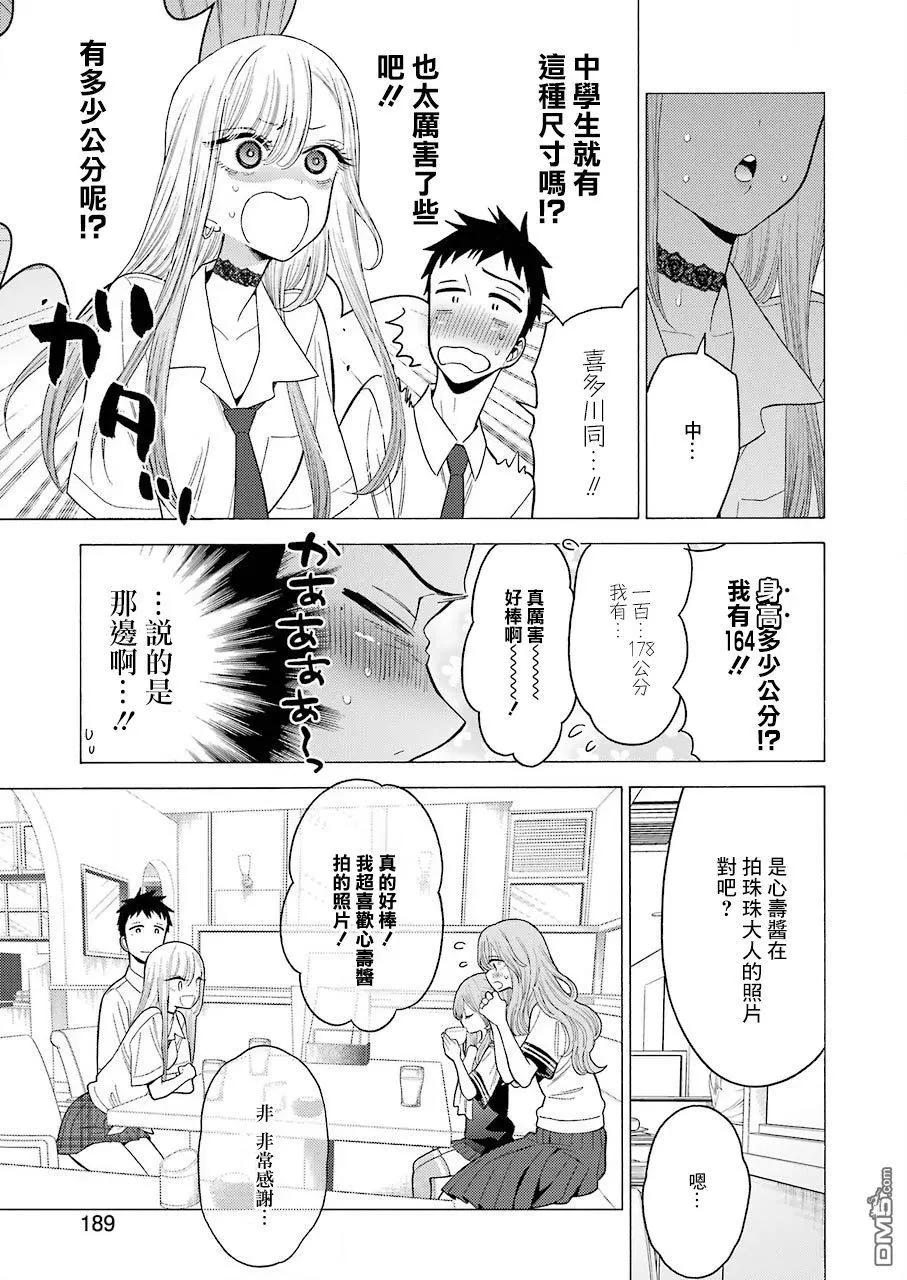 中…
中學生就有
這種尺寸嗎!?
也太厲害了些
吧!!
有多少公分呢!?
喜多川同…!!
ガタ
身高多少公分!?
我有164!!
一百…178公分
我有…
真厲害～～～～
好棒啊～～～～！
かあああぁ～っ
…說的是
那邊啊…!!
是心壽醬在
拍珠珠大人的照片
對吧？
嗯…
真的好棒！
我超喜歡心壽醬
拍的照片！
非 非常感謝…
189
DM5.com